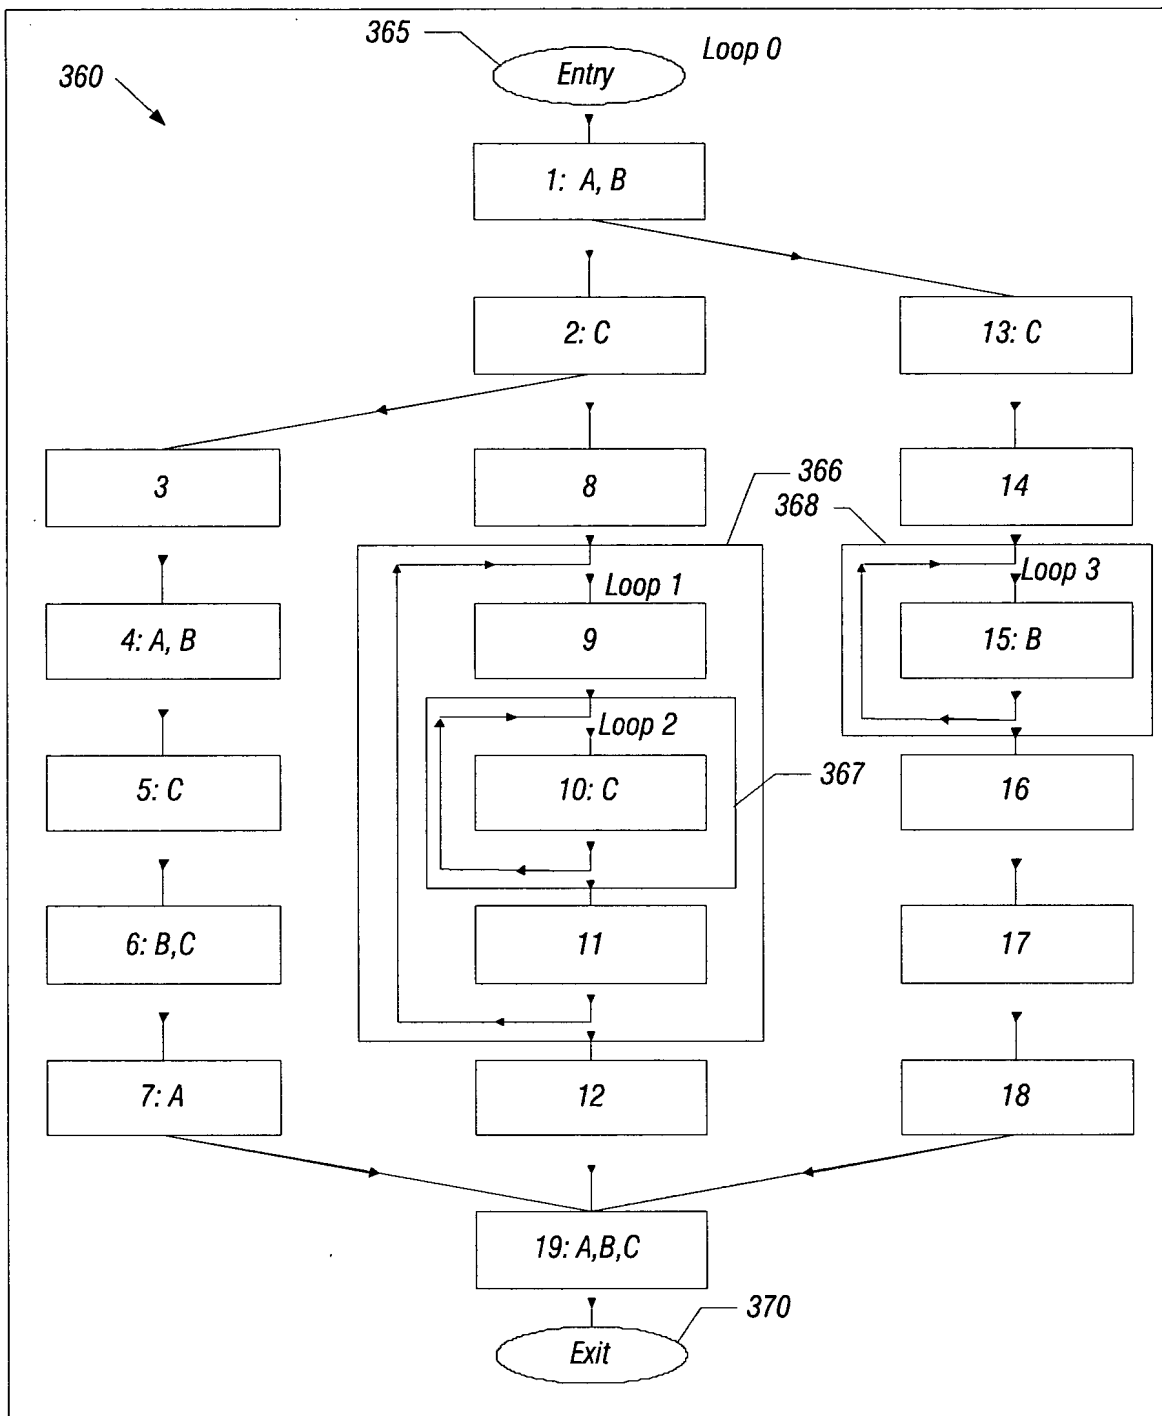 365
Loop 0
360
Entry
1: A, B
2: C
13: C
3
8
14
366
368
Loop 1
Loop 3
4: A, B
9
15: B
Loop 2
5: C
10: C
367
16
6: B,C
11
17
7: A
12
18
19: A,B,C
370
Exit